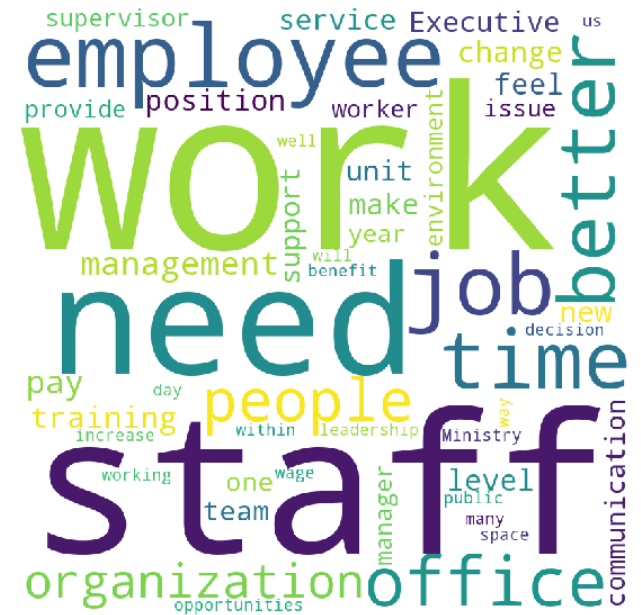 supervisor service Executive us
employee change
feel
provide position worker issue
work
well
unit
support
environment
better
make
year
management
will
benefit
need
job
new
decision
time
pay
day
people
training
increase within leadership
way
Ministry
staff
working
wage
one
team
manager
level
public
many
space
communication
organization
office
opportunities